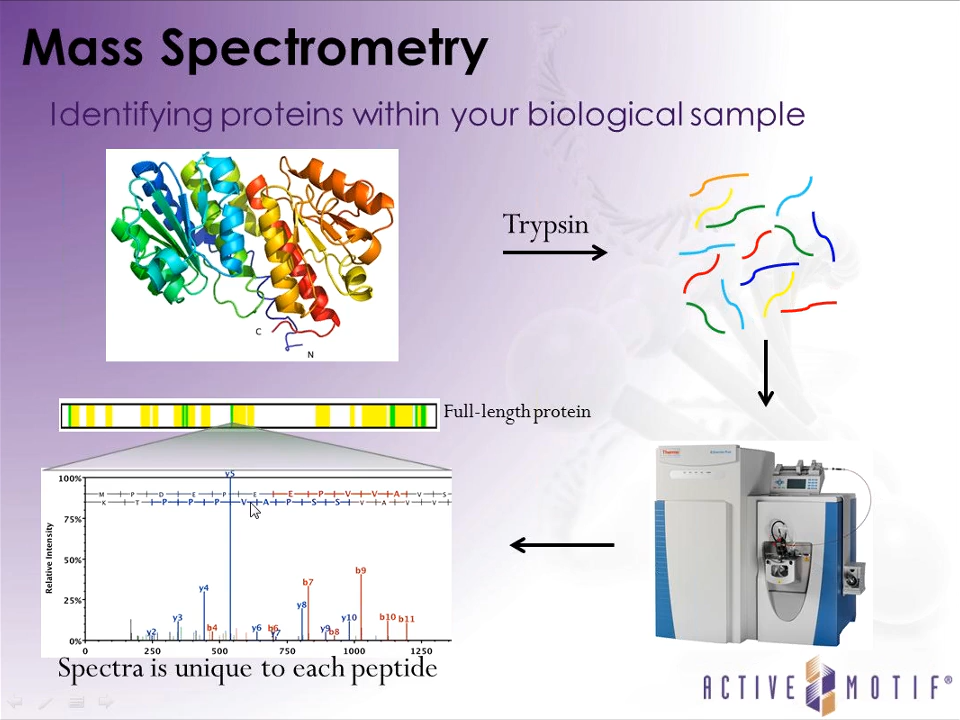 Mass Spectrometry
Identifying proteins within your biological sample
C
N
Trypsin
Full-length protein
y5
100%
M P D E P E E P V V A V S
K T P P P V A P S S V A V V
75%
50%
25%
0%
Relative Intensity
b9
b7
y4
y8
y3
y10
b10
b11
y2
b4
y6
b6
y7
y9
b8
0
250
500
750
1000
1250
Spectra is unique to each peptide
Thermo
ACTIVE MOTIF®